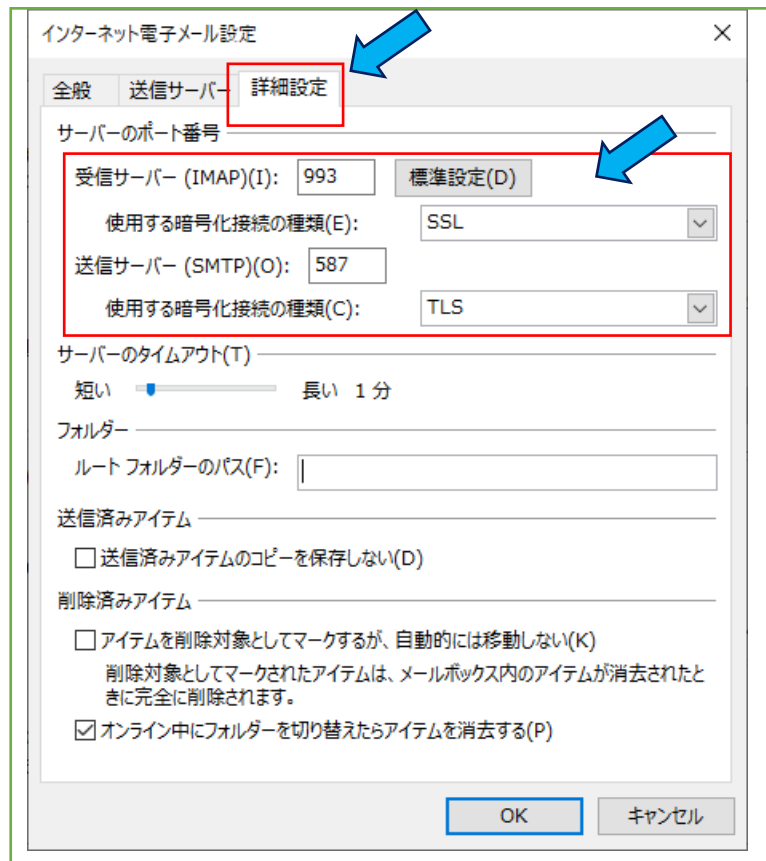 インターネット電子メール設定
全般 送信サーバー 詳細設定
サーバーのポート番号
受信サーバー (IMAP)(I): 993 標準設定(D)
使用する暗号化接続の種類(E): SSL
送信サーバー (SMTP)(O): 587
使用する暗号化接続の種類(C): TLS
サーバーのタイムアウト(T)
短い 長い 1 分
フォルダー
ルート フォルダーのパス(F):
送信済みアイテム
送信済みアイテムのコピーを保存しない(D)
削除済みアイテム
アイテムを削除対象としてマークするが、自動的には移動しない(K)
削除対象としてマークされたアイテムは、メールボックス内のアイテムが消去されたと
きに完全に削除されます。
オンライン中にフォルダーを切り替えたらアイテムを消去する(P)
OK キャンセル